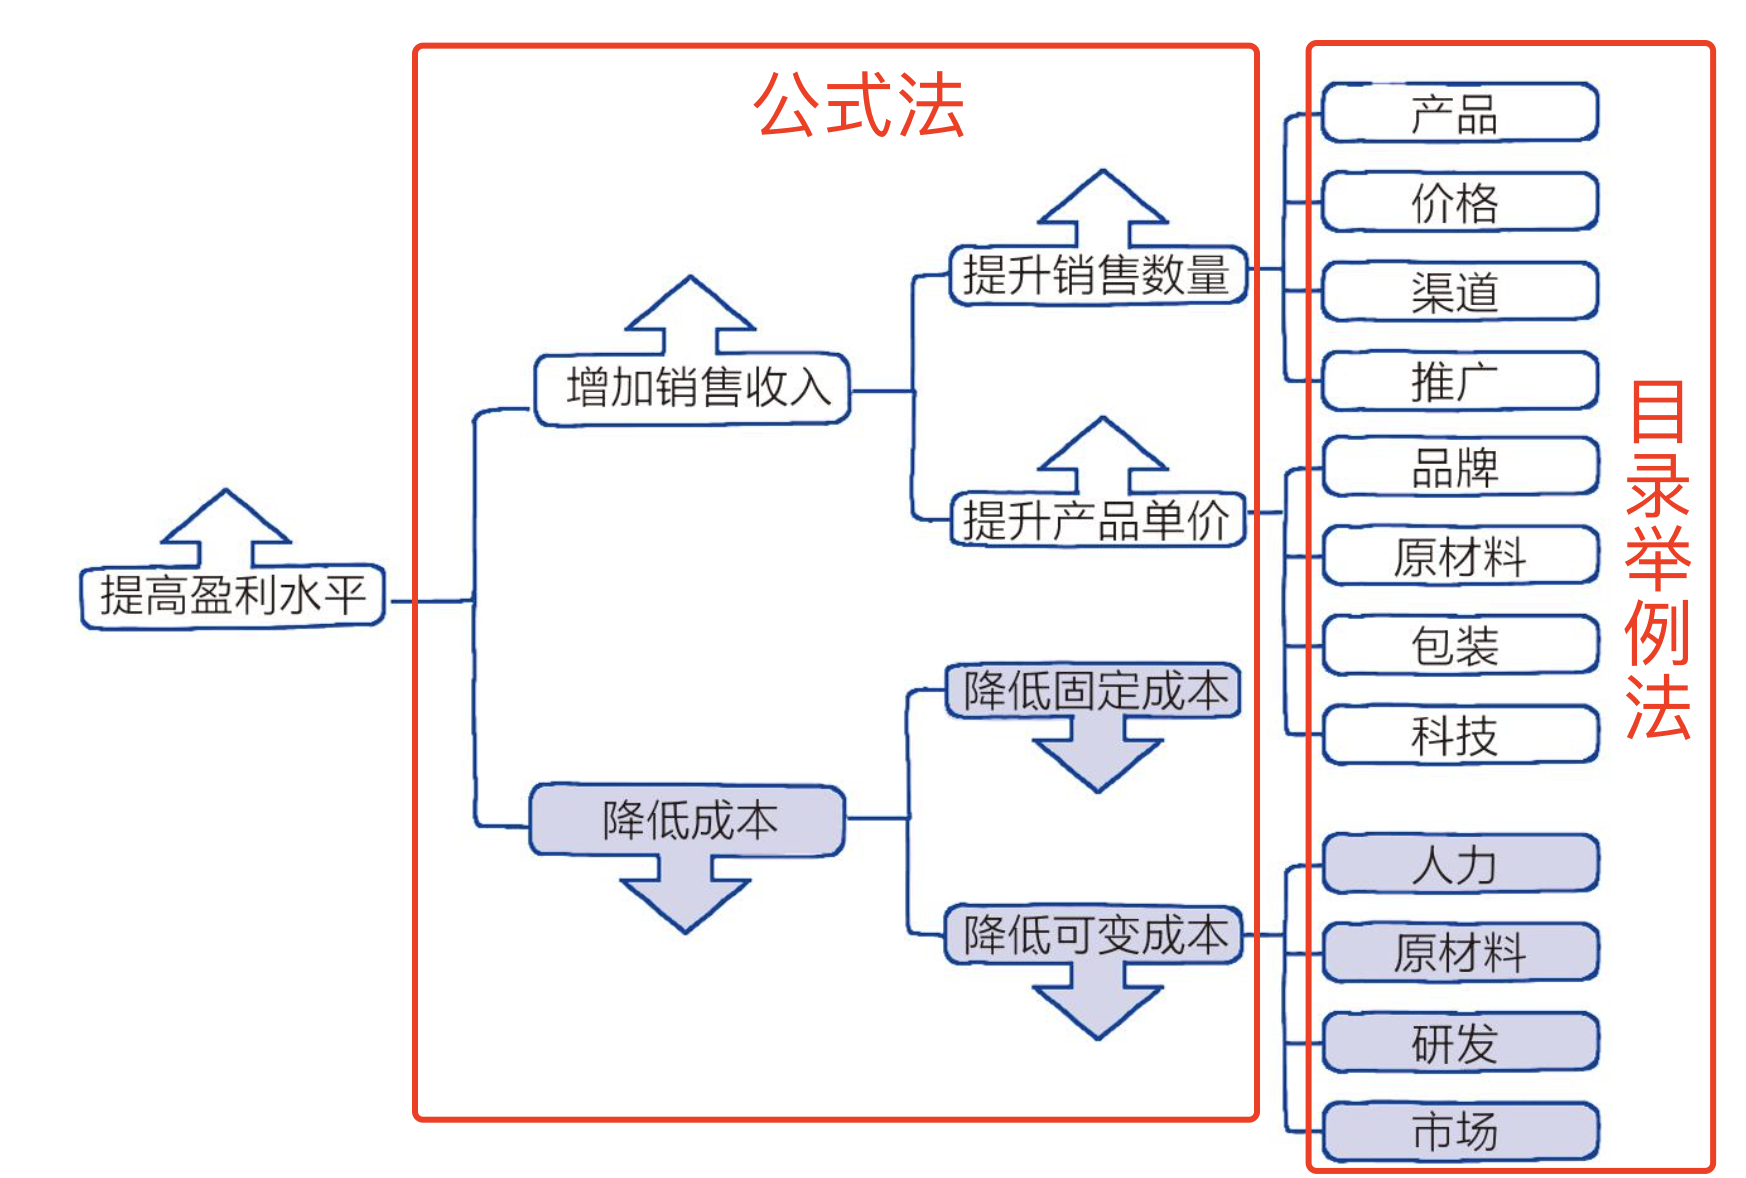 公式法
目录举例法
提高盈利水平
增加销售收入
降低成本
提升销售数量
提升产品单价
降低固定成本
降低可变成本
产品
价格
渠道
推广
品牌
原材料
包装
科技
人力
原材料
研发
市场